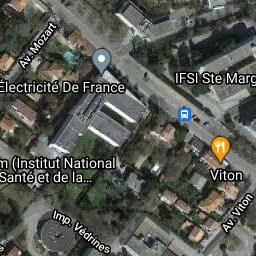 Av. Mozart
Électricité De France
IFSI Ste Marg
m (Institut National
Santé et de la...
Viton
Av. Viton
Imp. Védrines